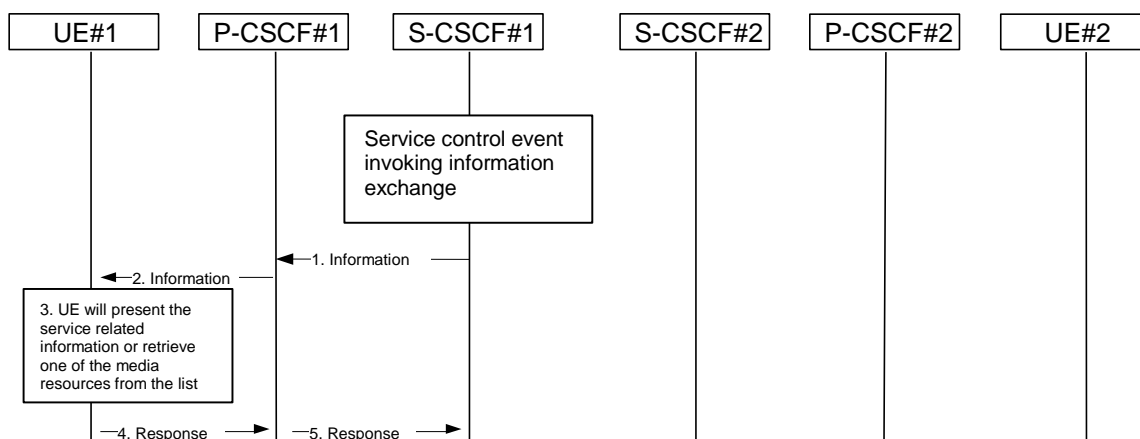 UE#1
P-CSCF#1
S-CSCF#1
S-CSCF#2
P-CSCF#2
UE#2
Service control event
invoking information
exchange
1. Information
2. Information
3. UE will present the
service related
information or retrieve
one of the media
resources from the list
4. Response
5. Response